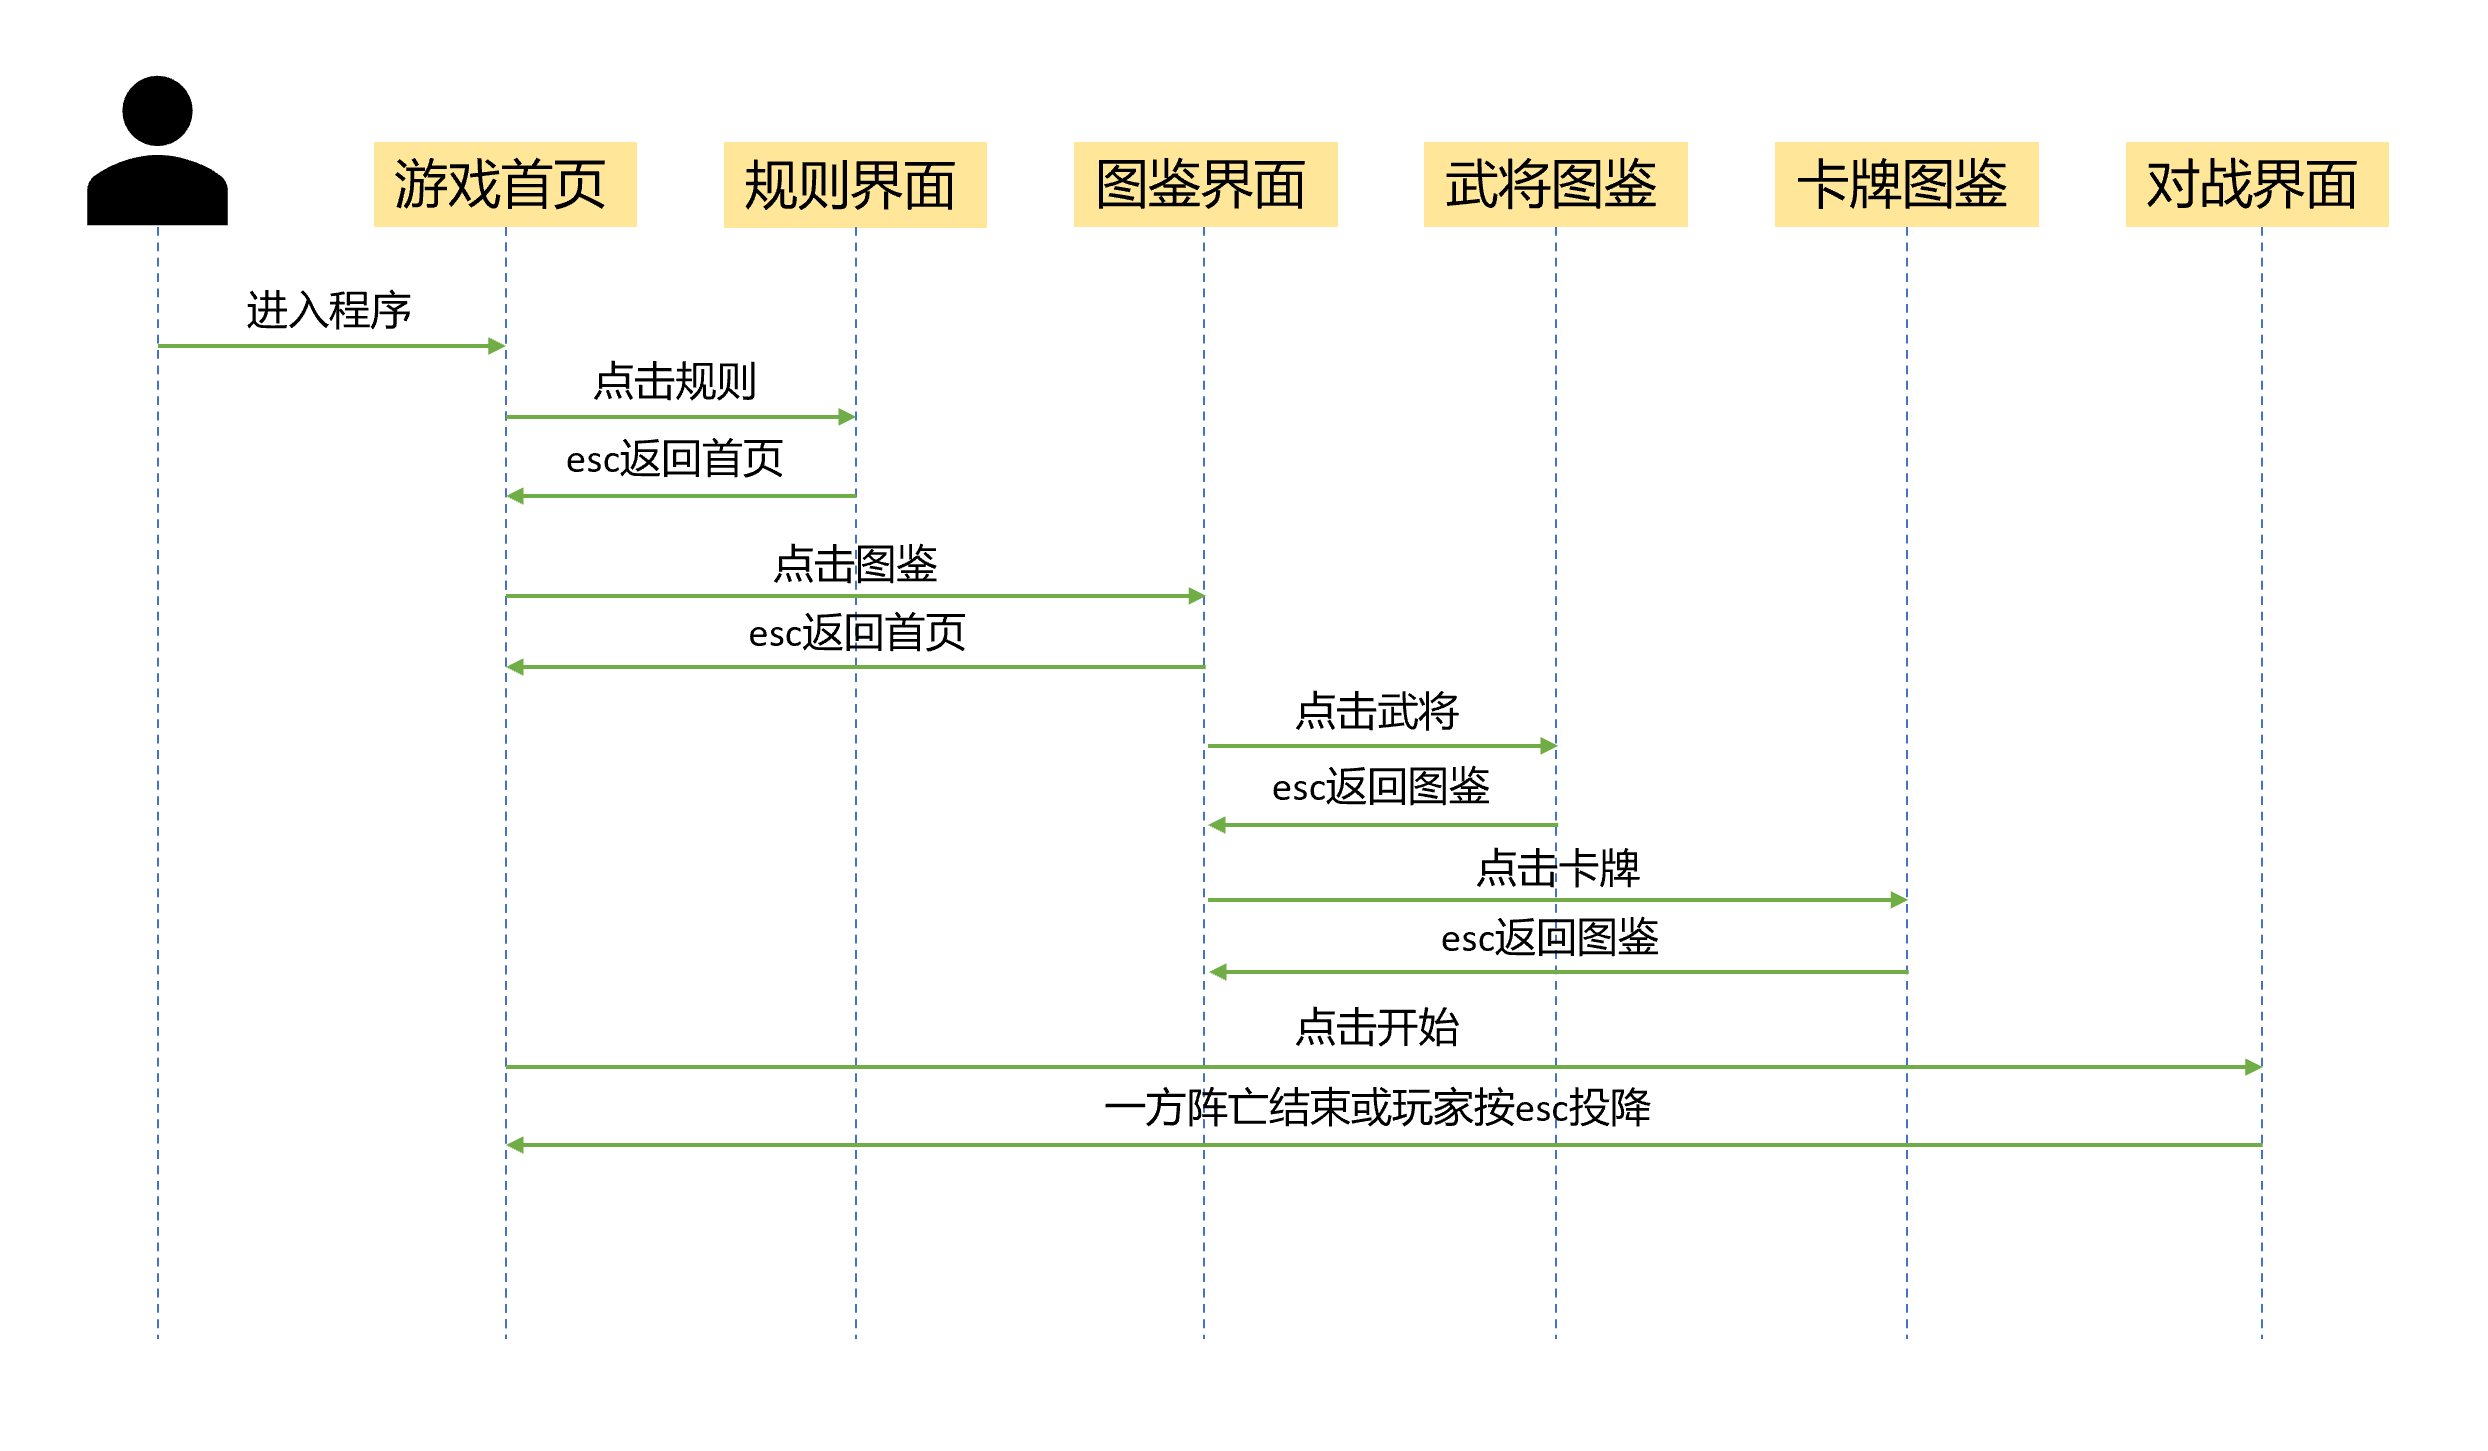 游戏首页
规则界面
图鉴界面
武将图鉴
卡牌图鉴
对战界面
进入程序
点击规则
esc返回首页
点击图鉴
esc返回首页
点击武将
esc返回图鉴
点击卡牌
esc返回图鉴
点击开始
一方阵亡结束或玩家按esc投降